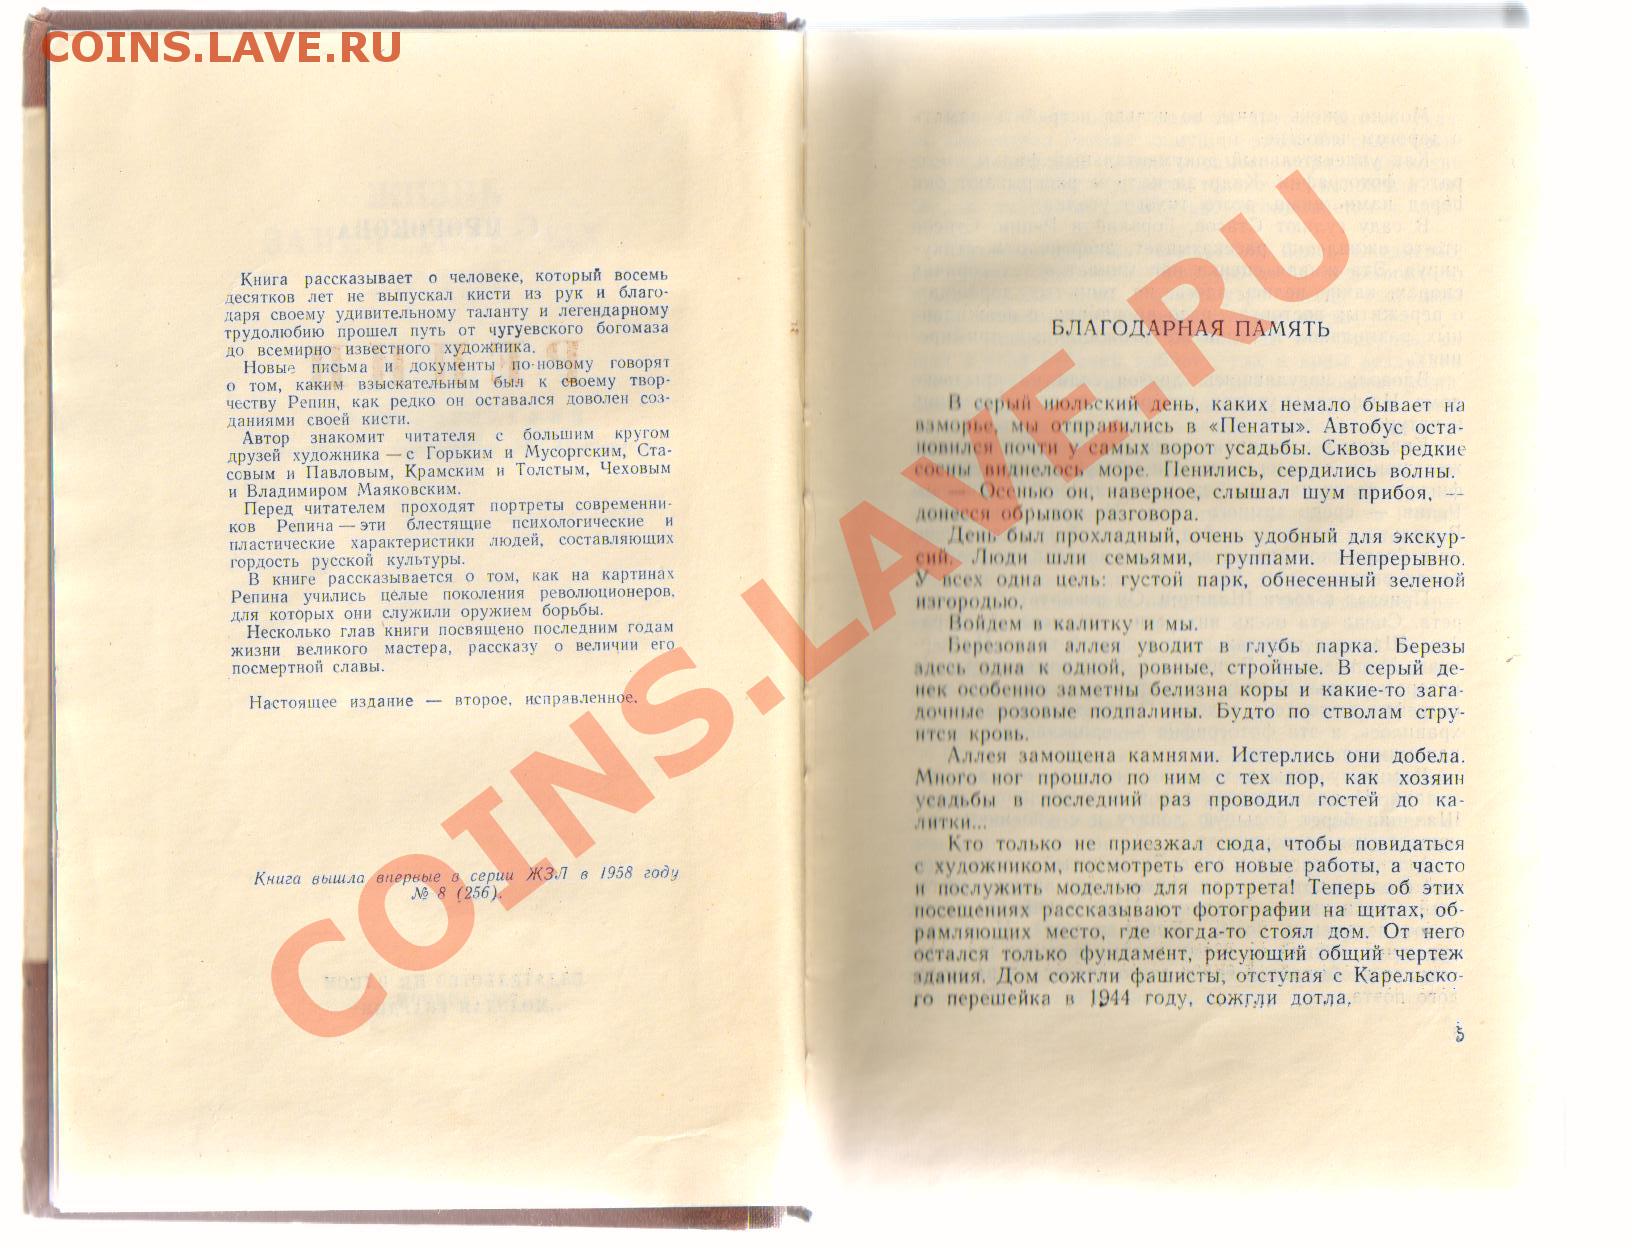 COINS.LAVE.RU
Книга рассказывает о человеке, который восемь
десятков лет не выпускал кисти из рук и благо-
даря своему удивительному таланту и легендарному
трудолюбию прошел путь от чугуевского богомаза
до всемирно известного художника.
Новые письма и документы по-новому говорят
о том, каким взыскательным был к своему твор-
честву Репин, как редко он оставался доволен соз-
даниями своей кисти.
Автор знакомит читателя с большим кругом
друзей художника — с Горьким и Мусоргским, Ста-
совым и Павловым, Крамским и Толстым, Чеховым
и Владимиром Маяковским.
Перед читателем проходят портреты современни-
ков Репина — эти блестящие психологические и
пластические характеристики людей, составляющих
гордость русской культуры.
В книге рассказывается о том, как на картинах
Репина учились целые поколения революционеров,
для которых они служили оружием борьбы.
Несколько глав книги посвящено последним годам
жизни великого мастера, рассказу о величии его
посмертной славы.
Настоящее издание — второе, исправленное.
Книга вышла впервые в серии ЖЗЛ в 1958 году
№ 8 (256).
БЛАГОДАРНАЯ ПАМЯТЬ
В серый июльский день, каких немало бывает на
взморье, мы отправились в «Пенаты». Автобус оста-
новился почти у самых ворот усадьбы. Сквозь редкие
сосны виднелось море. Пенились, сердились волны.
— Осенью он, наверное, слышал шум прибоя, —
донесся обрывок разговора.
День был прохладный, очень удобный для экскур-
сий. Люди шли семьями, группами. Непрерывно.
У всех одна цель: густой парк, обнесенный зеленой
изгородью.
Войдем в калитку и мы.
Березовая аллея уводит в глубь парка. Березы
здесь одна к одной, ровные, стройные. В серый де-
нек особенно заметны белизна коры и какие-то зага-
дочные розовые подпалины. Будто по стволам стру-
ится кровь.
Аллея замощена камнями. Истерлись они добела.
Много ног прошло по ним с тех пор, как хозяин
усадьбы в последний раз проводил гостей до ка-
литки...
Кто только не приезжал сюда, чтобы повидаться
с художником, посмотреть его новые работы, а часто
и послужить моделью для портрета! Теперь об этих
посещениях рассказывают фотографии на щитах, об-
рамляющих место, где когда-то стоял дом. От него
остался только фундамент, рисующий общий чертеж
здания. Дом сожгли фашисты, отступая с Карельско-
го перешейка в 1944 году, сожгли дотла.
5
COINS.LAVE.RU